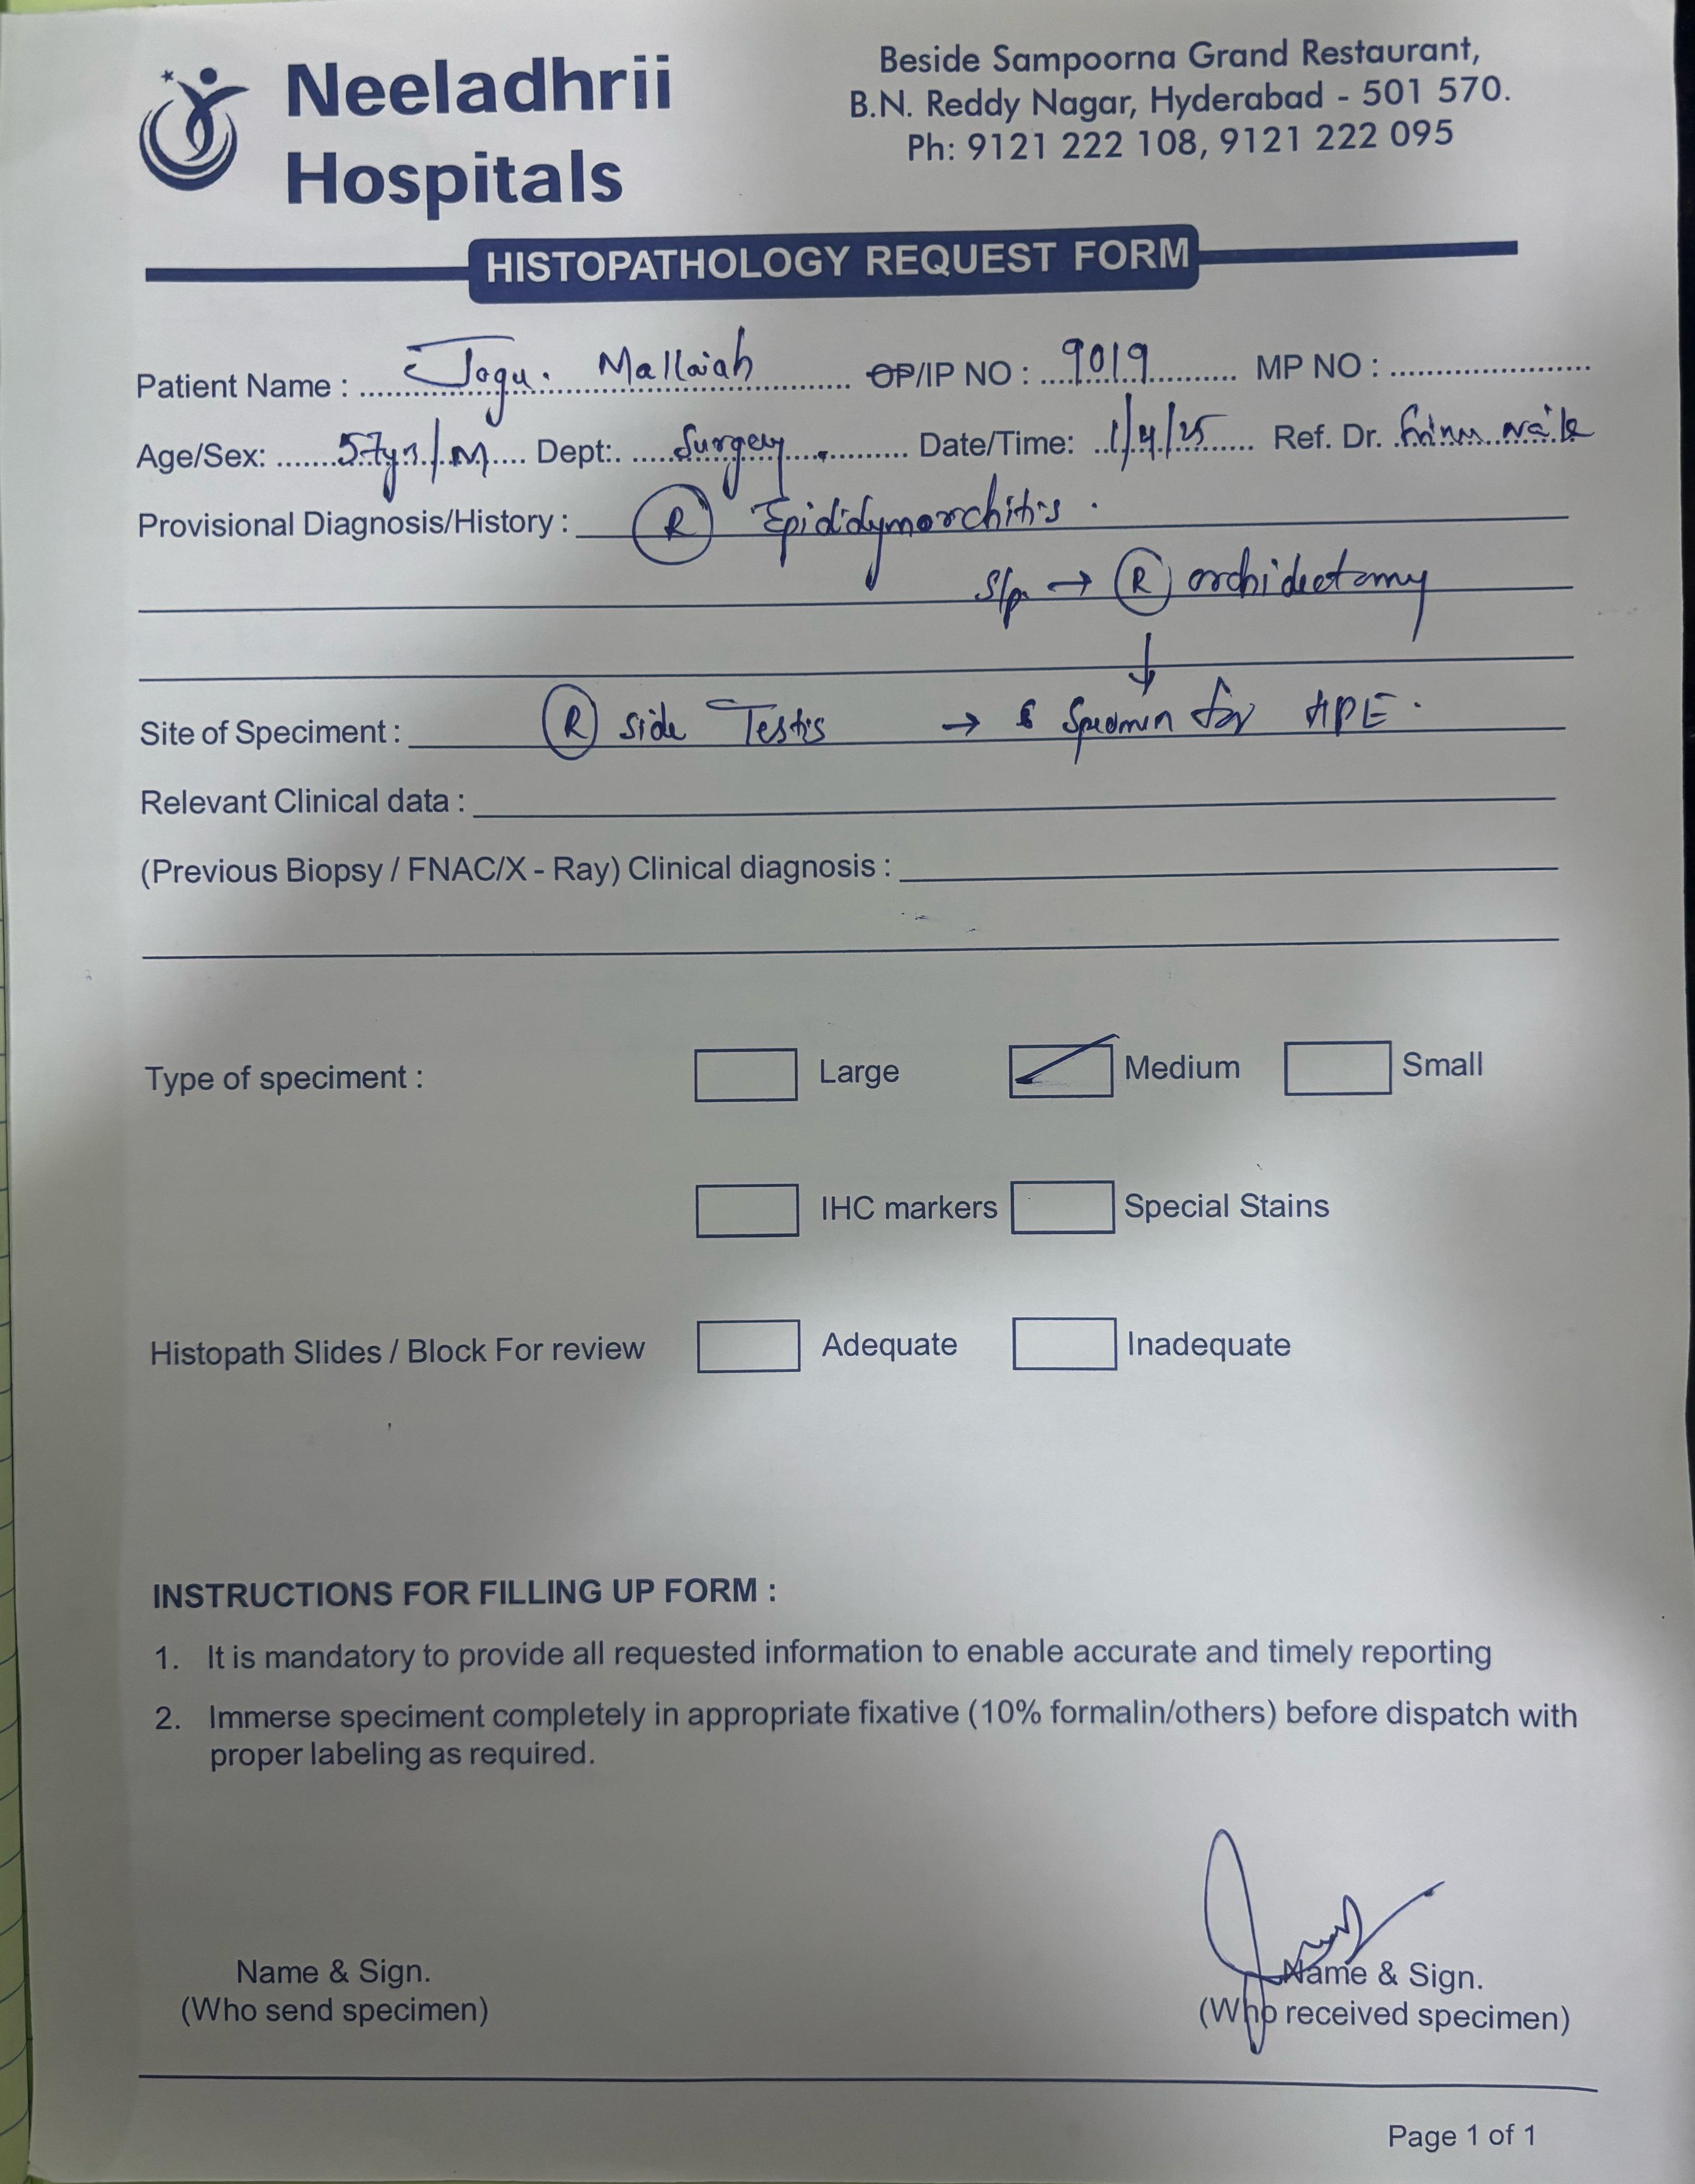 Neeladhrii
Hospitals
Beside Sampoorna Grand Restaurant,
B.N. Reddy Nagar, Hyderabad - 501 570.
Ph: 9121 222 108, 9121 222 095
HISTOPATHOLOGY REQUEST FORM
Patient Name : Jogu. Mallaiah OP/IP NO : 9019 MP NO :
Age/Sex: 57yrs/M Dept:. Surgery Date/Time: 1/4/25 Ref. Dr. Naik
Provisional Diagnosis/History : (R) Epididymorchitis.
S/p → (R) orchidectomy
↓
Site of Specimen : (R) side Testis → Specimen for HPE.
Relevant Clinical data :
(Previous Biopsy / FNAC/X - Ray) Clinical diagnosis :
Type of speciment : Large Medium Small
IHC markers Special Stains
Histopath Slides / Block For review Adequate Inadequate
INSTRUCTIONS FOR FILLING UP FORM :
1. It is mandatory to provide all requested information to enable accurate and timely reporting
2. Immerse speciment completely in appropriate fixative (10% formalin/others) before dispatch with
proper labeling as required.
Name & Sign.
(Who send specimen)
Name & Sign.
(Who received specimen)
Page 1 of 1